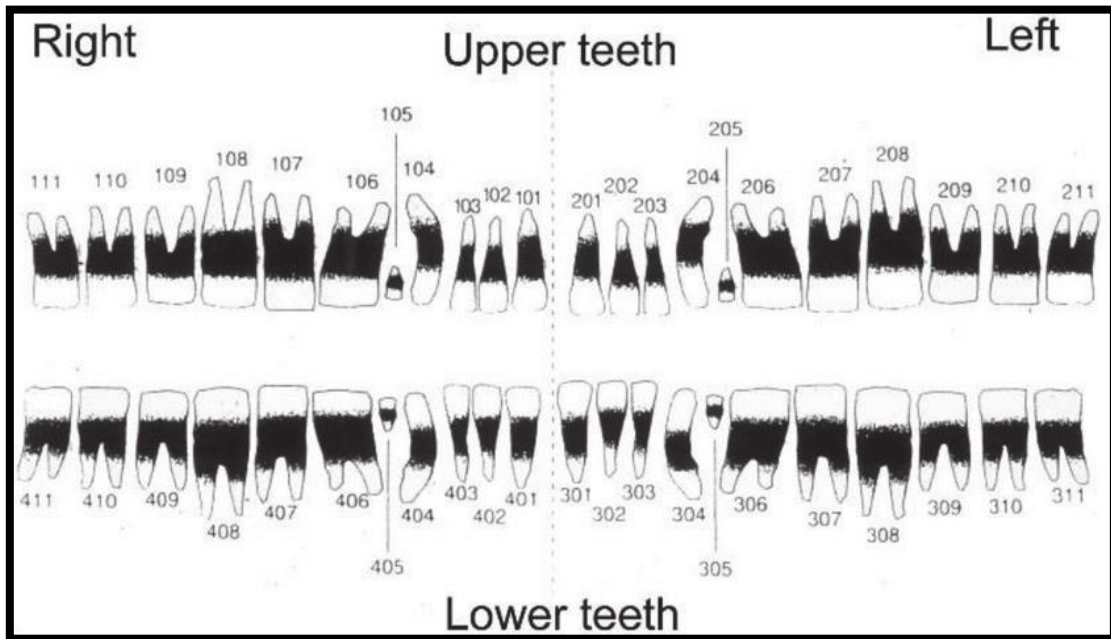 Right Upper teeth Left
105 205
111 110 109 108 107 106 104 103 102 101 201 202 203 204 206 207 208 209 210 211
411 410 409 408 407 406 404 403 402 401 301 302 303 304 306 307 308 309 310 311
405 305
Lower teeth